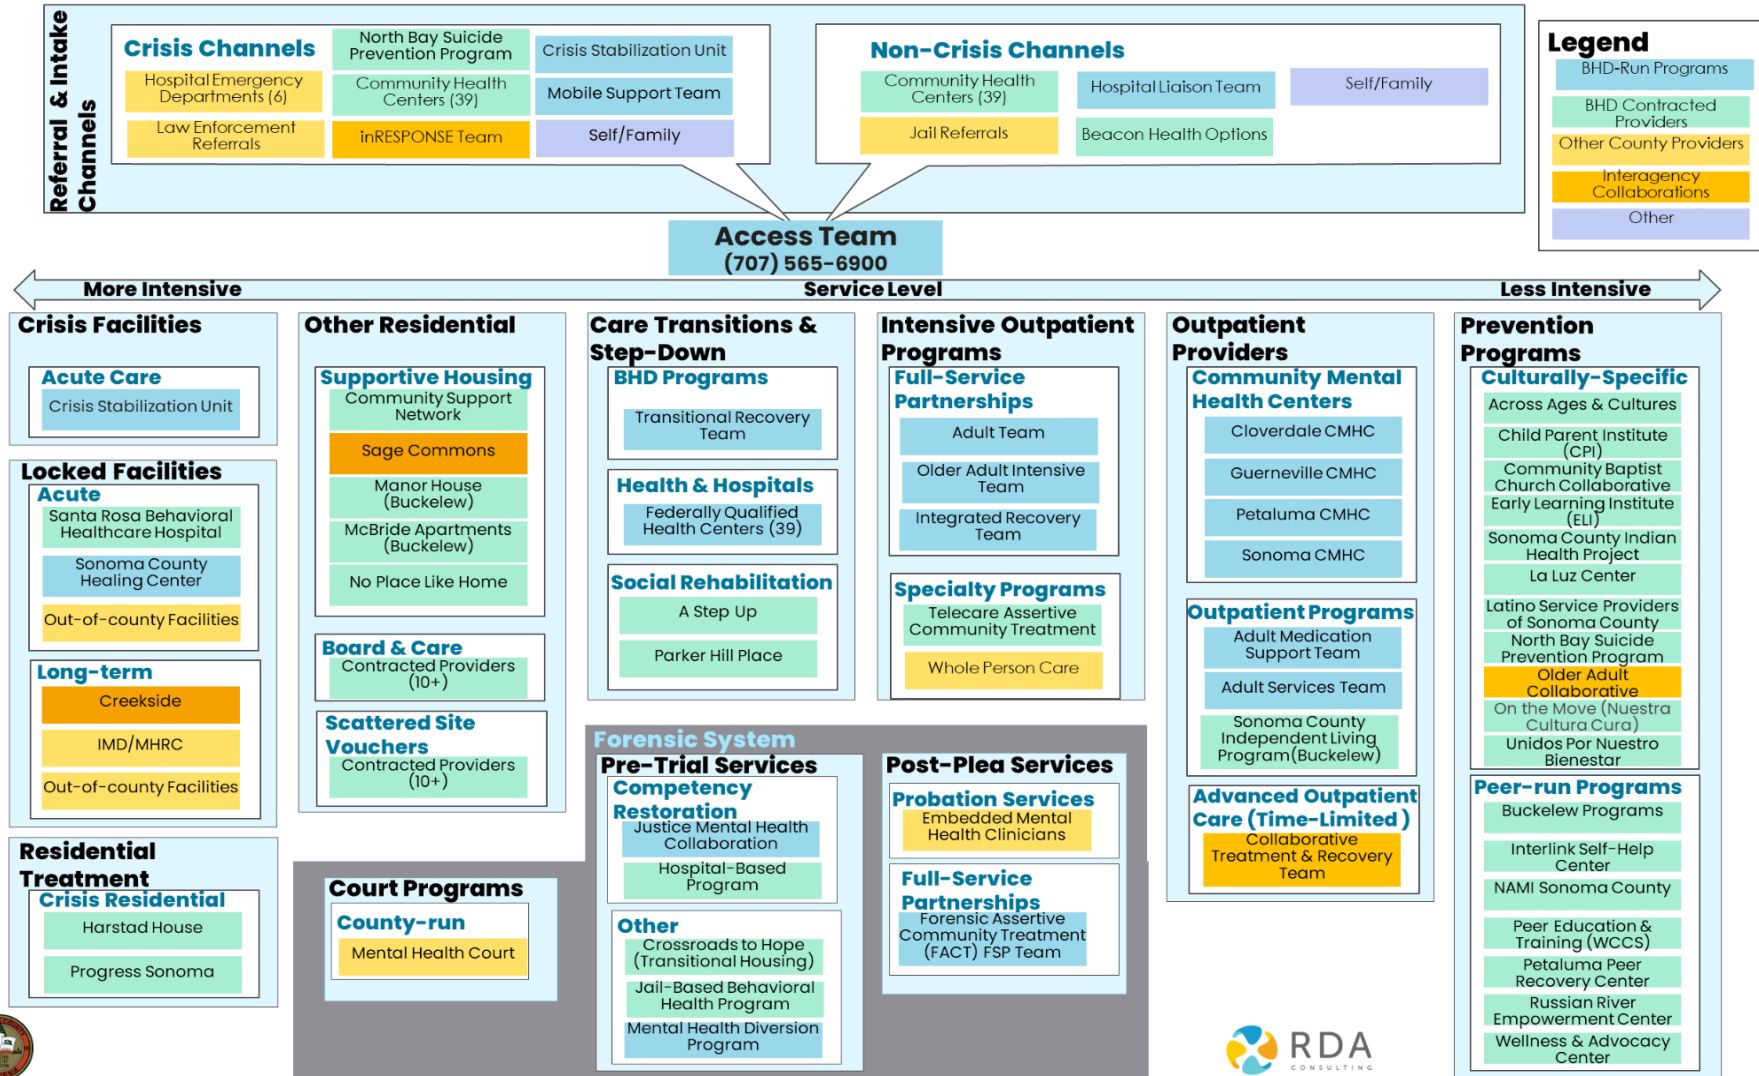 Referral & Intake
Channels
Crisis Channels
Hospital Emergency
Departments (6)
Law Enforcement
Referrals
North Bay Suicide
Prevention Program
Community Health
Centers (39)
inRESPONSE Team
Crisis Stabilization Unit
Mobile Support Team
Self/Family
Non-Crisis Channels
Community Health
Centers (39)
Jail Referrals
Hospital Liaison Team
Beacon Health Options
Self/Family
Legend
BHD-Run Programs
BHD Contracted
Providers
Other County Providers
Interagency
Collaborations
Other
Access Team
(707) 565-6900
More Intensive
Service Level
Less Intensive
Crisis Facilities
Acute Care
Crisis Stabilization Unit
Locked Facilities
Acute
Santa Rosa Behavioral
Healthcare Hospital
Sonoma County
Healing Center
Out-of-county Facilities
Long-term
Creekside
IMD/MHRC
Out-of-county Facilities
Residential
Treatment
Crisis Residential
Harstad House
Progress Sonoma
Other Residential
Supportive Housing
Community Support
Network
Sage Commons
Manor House
(Buckelew)
McBride Apartments
(Buckelew)
No Place Like Home
Board & Care
Contracted Providers
(10+)
Scattered Site
Vouchers
Contracted Providers
(10+)
Care Transitions &
Step-Down
BHD Programs
Transitional Recovery
Team
Health & Hospitals
Federally Qualified
Health Centers (39)
Social Rehabilitation
A Step Up
Parker Hill Place
Intensive Outpatient
Programs
Full-Service
Partnerships
Adult Team
Older Adult Intensive
Team
Integrated Recovery
Team
Specialty Programs
Telecare Assertive
Community Treatment
Whole Person Care
Outpatient
Providers
Community Mental
Health Centers
Cloverdale CMHC
Guerneville CMHC
Petaluma CMHC
Sonoma CMHC
Outpatient Programs
Adult Medication
Support Team
Adult Services Team
Sonoma County
Independent Living
Program(Buckelew)
Advanced Outpatient
Care (Time-Limited )
Collaborative
Treatment & Recovery
Team
Prevention
Programs
Culturally-Specific
Across Ages & Cultures
Child Parent Institute
(CPI)
Community Baptist
Church Collaborative
Early Learning Institute
(ELI)
Sonoma County Indian
Health Project
La Luz Center
Latino Service Providers
of Sonoma County
North Bay Suicide
Prevention Program
Older Adult
Collaborative
On the Move (Nuestra
Cultura Cura)
Unidos Por Nuestro
Bienestar
Peer-run Programs
Buckelew Programs
Interlink Self-Help
Center
NAMI Sonoma County
Peer Education &
Training (WCCS)
Petaluma Peer
Recovery Center
Russian River
Empowerment Center
Wellness & Advocacy
Center
Forensic System
Court Programs
County-run
Mental Health Court
Pre-Trial Services
Competency
Restoration
Justice Mental Health
Collaboration
Hospital-Based
Program
Other
Crossroads to Hope
(Transitional Housing)
Jail-Based Behavioral
Health Program
Mental Health Diversion
Program
Post-Plea Services
Probation Services
Embedded Mental
Health Clinicians
Full-Service
Partnerships
Forensic Assertive
Community Treatment
(FACT) FSP Team
RDA
CONSULTING